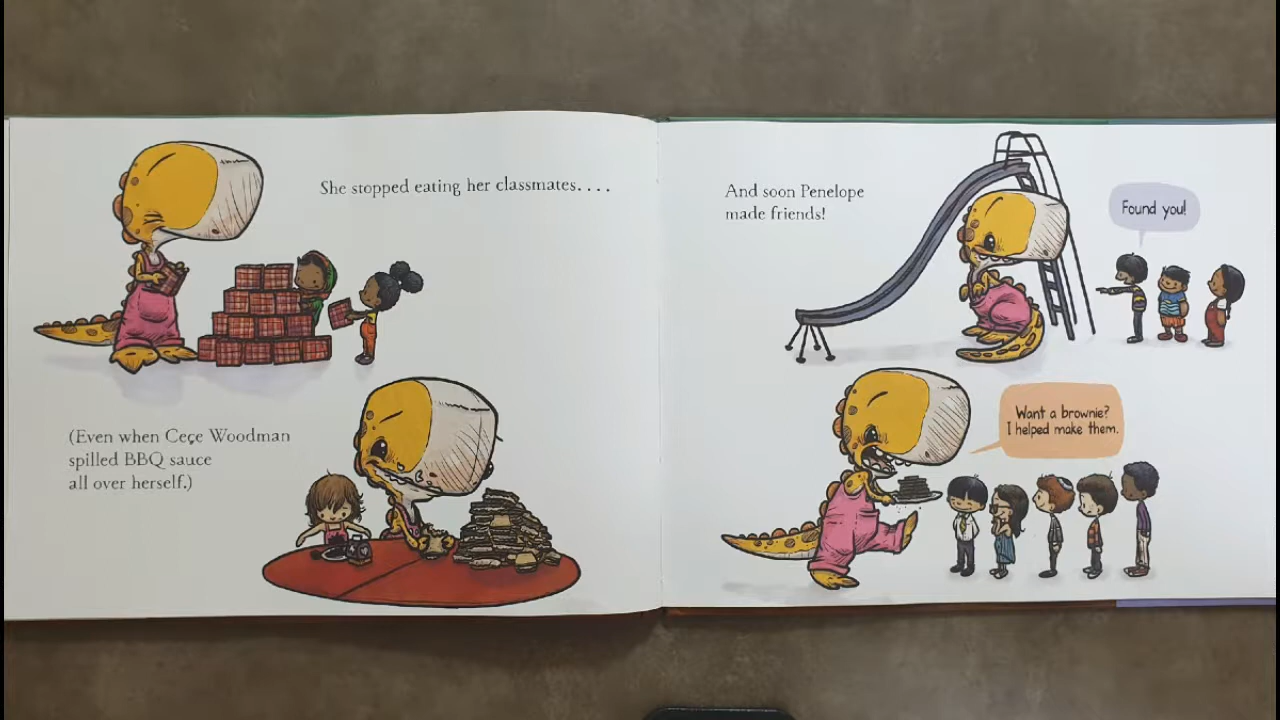 She stopped eating her classmates. . . .
(Even when Cece Woodman
spilled BBQ sauce
all over herself.)
And soon Penelope
made friends!
Found you!
Want a brownie?
I helped make them.